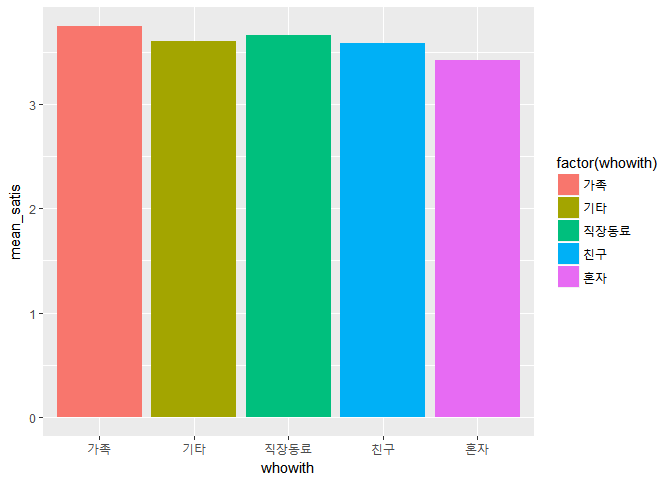 mean_satis
3
2
1
0
가족 기타 직장동료 친구 혼자
whowith
factor(whowith)
가족
기타
직장동료
친구
혼자